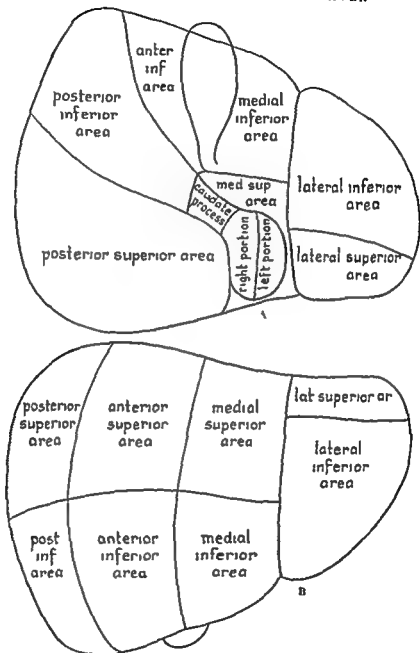 anter
inf
area
posterior
inferior
area
medial
inferior
area
lateral inferior
area
med sup
area
caudate
process
posterior superior area
right portion
left portion
lateral superior
area
posterior
superior
area
anterior
superior
area
medial
superior
area
lat superior ar
lateral
inferior
area
post
inf
area
anterior
inferior
area
medial
inferior
area
B